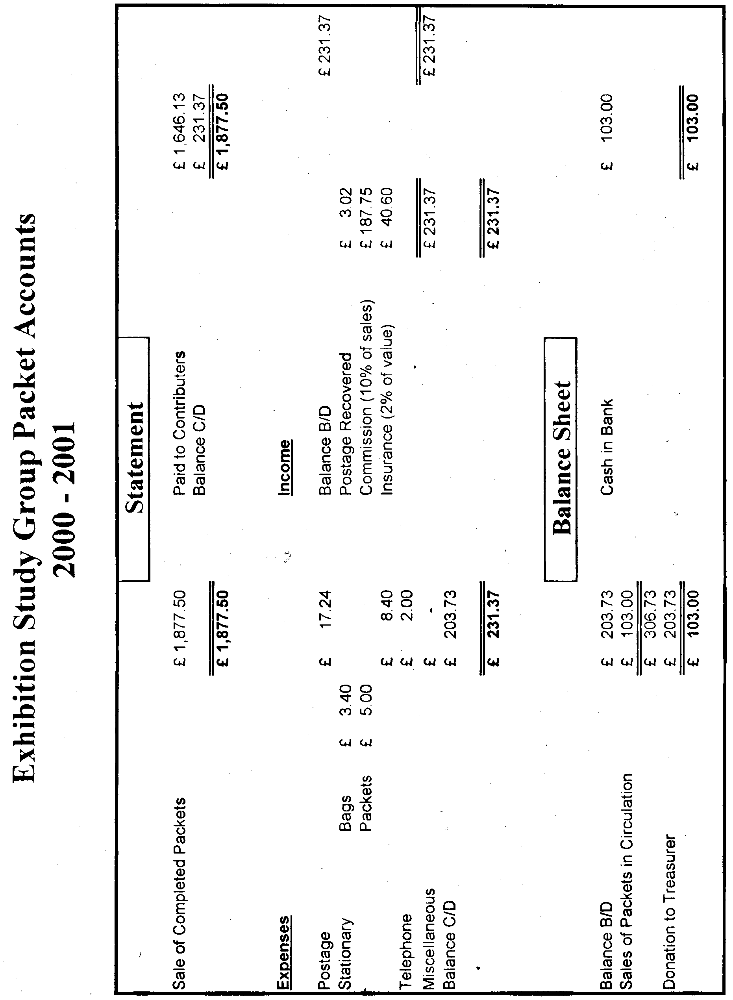 Exhibition Study Group Packet Accounts
2000 - 2001
Statement
Sale of Completed Packets £ 1,877.50 Paid to Contributers £ 1,646.13
Balance C/D £ 231.37
£ 1,877.50 £ 1,877.50
Expenses Income
Postage £ 17.24 Balance B/D £ 231.37
Stationary Bags £ 3.40 Postage Recovered £ 3.02
Packets £ 5.00 Commission (10% of sales) £ 187.75
£ 8.40 Insurance (2% of value) £ 40.60
Telephone £ 2.00
Miscellaneous £ - £ 231.37 £ 231.37
Balance C/D £ 203.73
£ 231.37 £ 231.37
Balance Sheet
Balance B/D £ 203.73 Cash in Bank £ 103.00
Sales of Packets in Circulation £ 103.00
£ 306.73
Donation to Treasurer £ 203.73
£ 103.00 £ 103.00